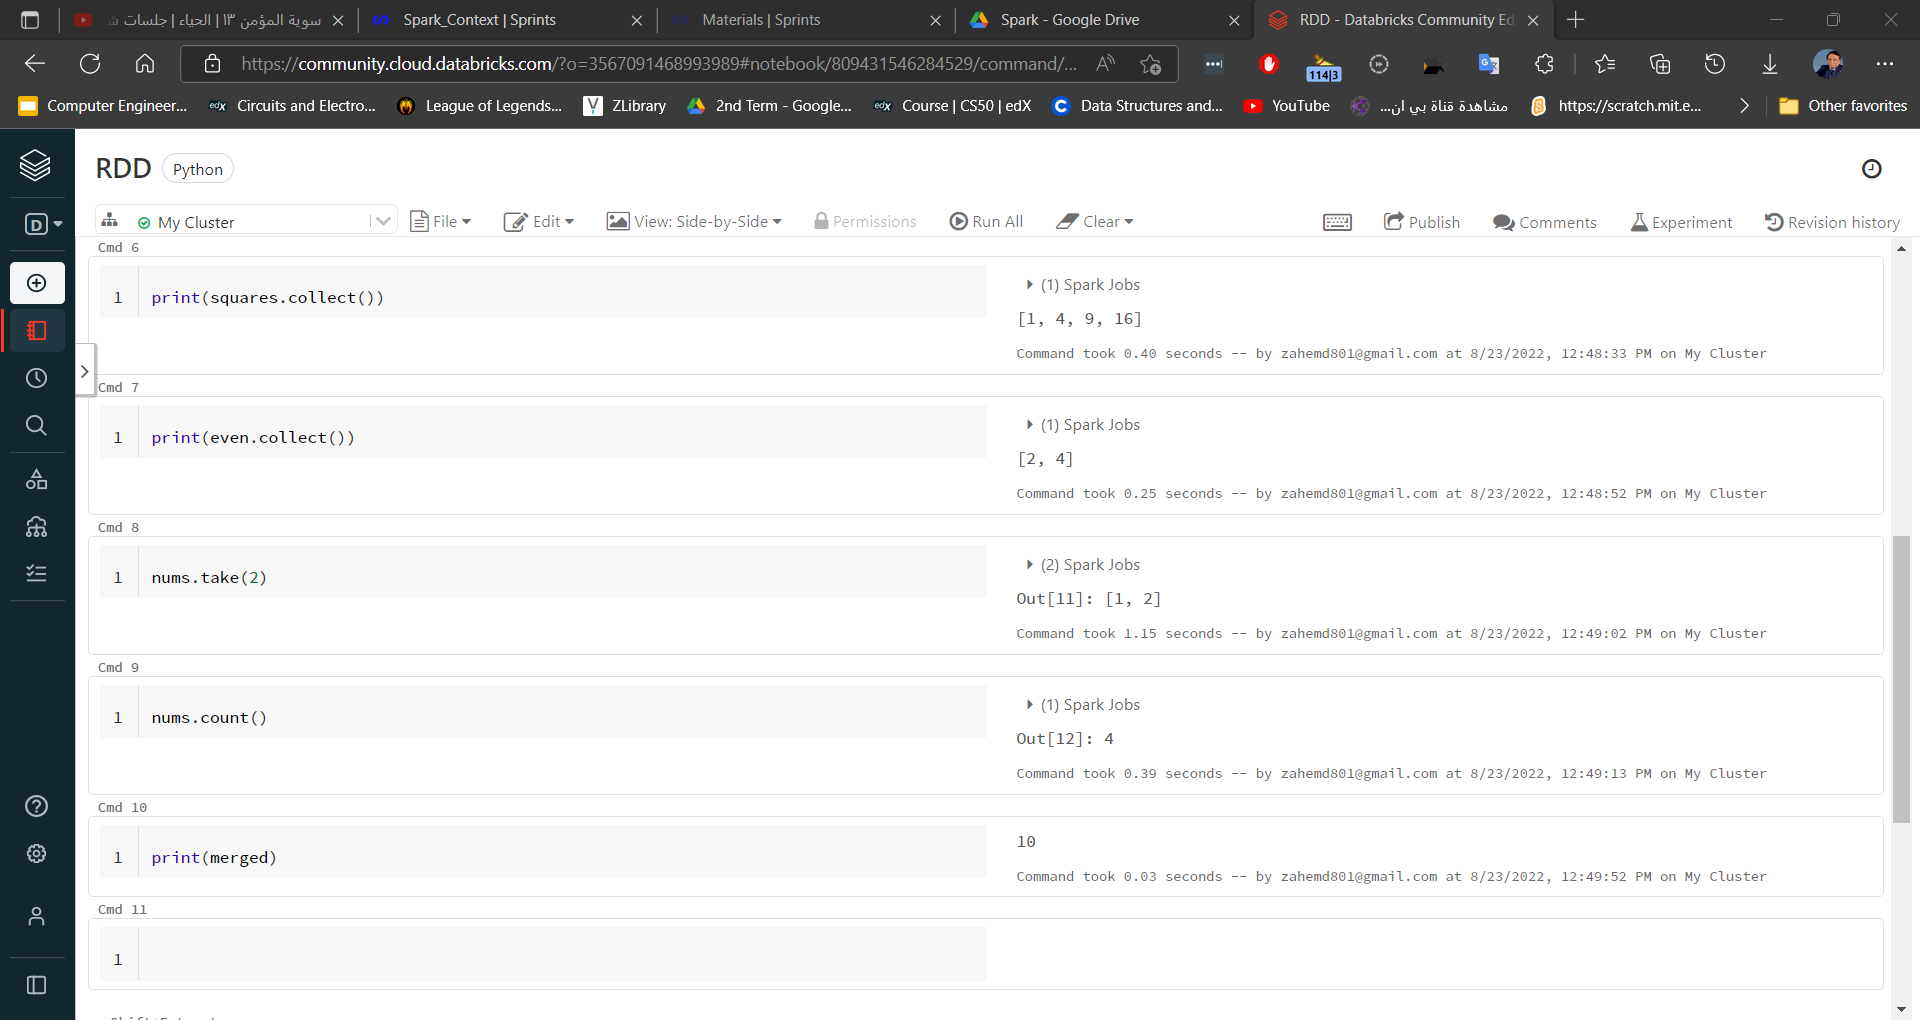 سوية المؤمن ١٣ | الحياء | جلسات
Spark_Context | Sprints
Materials | Sprints
Spark - Google Drive
RDD - Databricks Community Ed
https://community.cloud.databricks.com/?o=3567091468993989#notebook/809431546284529/command/...
114|3
Computer Engineer...
edX Circuits and Electro...
League of Legends...
V ZLibrary
2nd Term - Google...
edX Course | CS50 | edX
C Data Structures and...
YouTube
مشاهدة قناة بي ان...
https://scratch.mit.e...
Other favorites
RDD Python
D
My Cluster
File
Edit
View: Side-by-Side
Permissions
Run All
Clear
Publish
Comments
Experiment
Revision history
Cmd 6
1 print(squares.collect())
(1) Spark Jobs
[1, 4, 9, 16]
Command took 0.40 seconds -- by zahemd801@gmail.com at 8/23/2022, 12:48:33 PM on My Cluster
Cmd 7
1 print(even.collect())
(1) Spark Jobs
[2, 4]
Command took 0.25 seconds -- by zahemd801@gmail.com at 8/23/2022, 12:48:52 PM on My Cluster
Cmd 8
1 nums.take(2)
(2) Spark Jobs
Out[11]: [1, 2]
Command took 1.15 seconds -- by zahemd801@gmail.com at 8/23/2022, 12:49:02 PM on My Cluster
Cmd 9
1 nums.count()
(1) Spark Jobs
Out[12]: 4
Command took 0.39 seconds -- by zahemd801@gmail.com at 8/23/2022, 12:49:13 PM on My Cluster
Cmd 10
1 print(merged)
10
Command took 0.03 seconds -- by zahemd801@gmail.com at 8/23/2022, 12:49:52 PM on My Cluster
Cmd 11
1